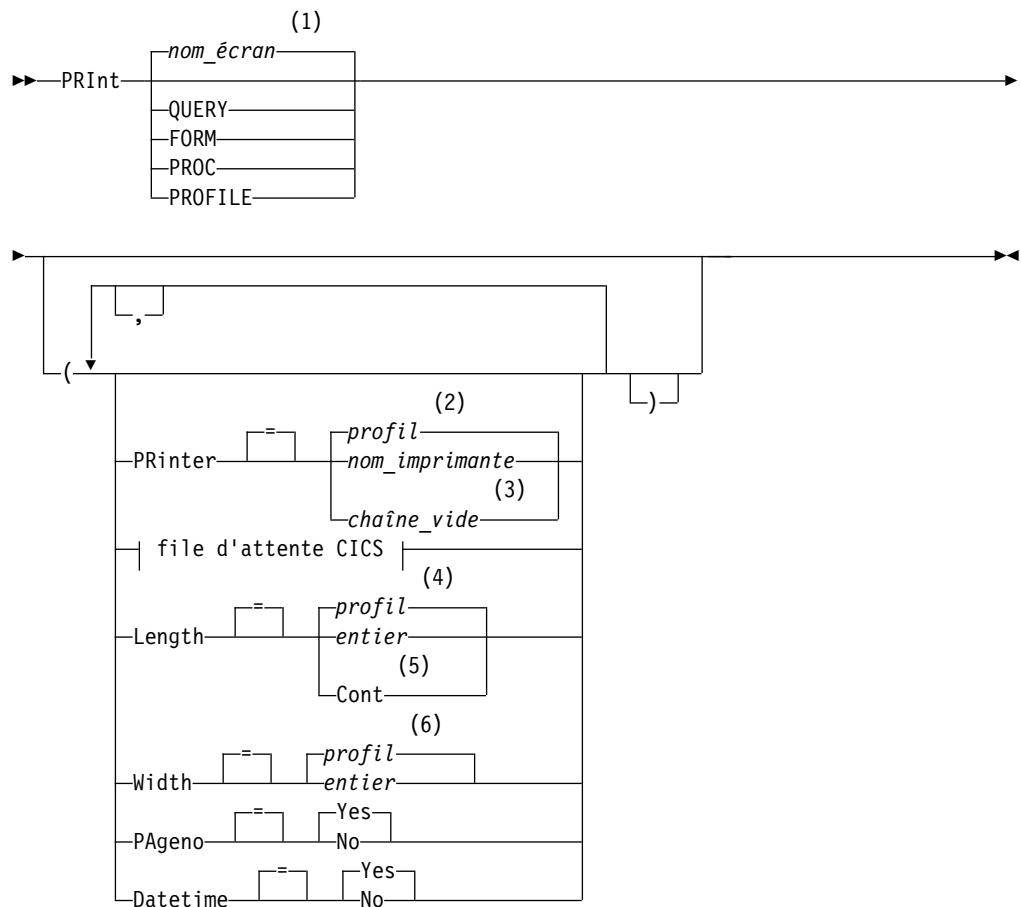 (1)
nom_écran
PRInt
QUERY
FORM
PROC
PROFILE
,
(
)
(2)
= profil
PRinter nom_imprimante
(3)
chaîne_vide
file d'attente CICS
(4)
= profil
Length entier
(5)
Cont
(6)
= profil
Width entier
= Yes
PAgeno No
= Yes
Datetime No